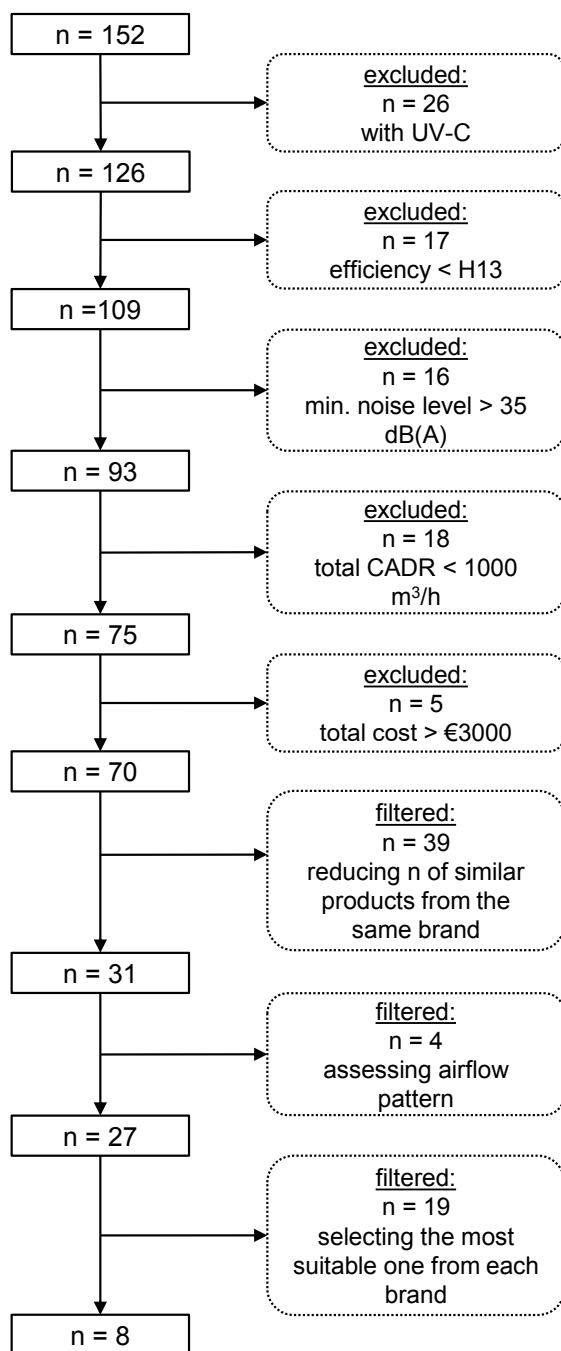 n = 152
excluded:
n = 26
with UV-C
n = 126
excluded:
n = 17
efficiency < H13
n =109
excluded:
n = 16
min. noise level > 35
dB(A)
n = 93
excluded:
n = 18
total CADR < 1000
m³/h
n = 75
excluded:
n = 5
total cost > €3000
n = 70
filtered:
n = 39
reducing n of similar
products from the
same brand
n = 31
filtered:
n = 4
assessing airflow
pattern
n = 27
filtered:
n = 19
selecting the most
suitable one from each
brand
n = 8